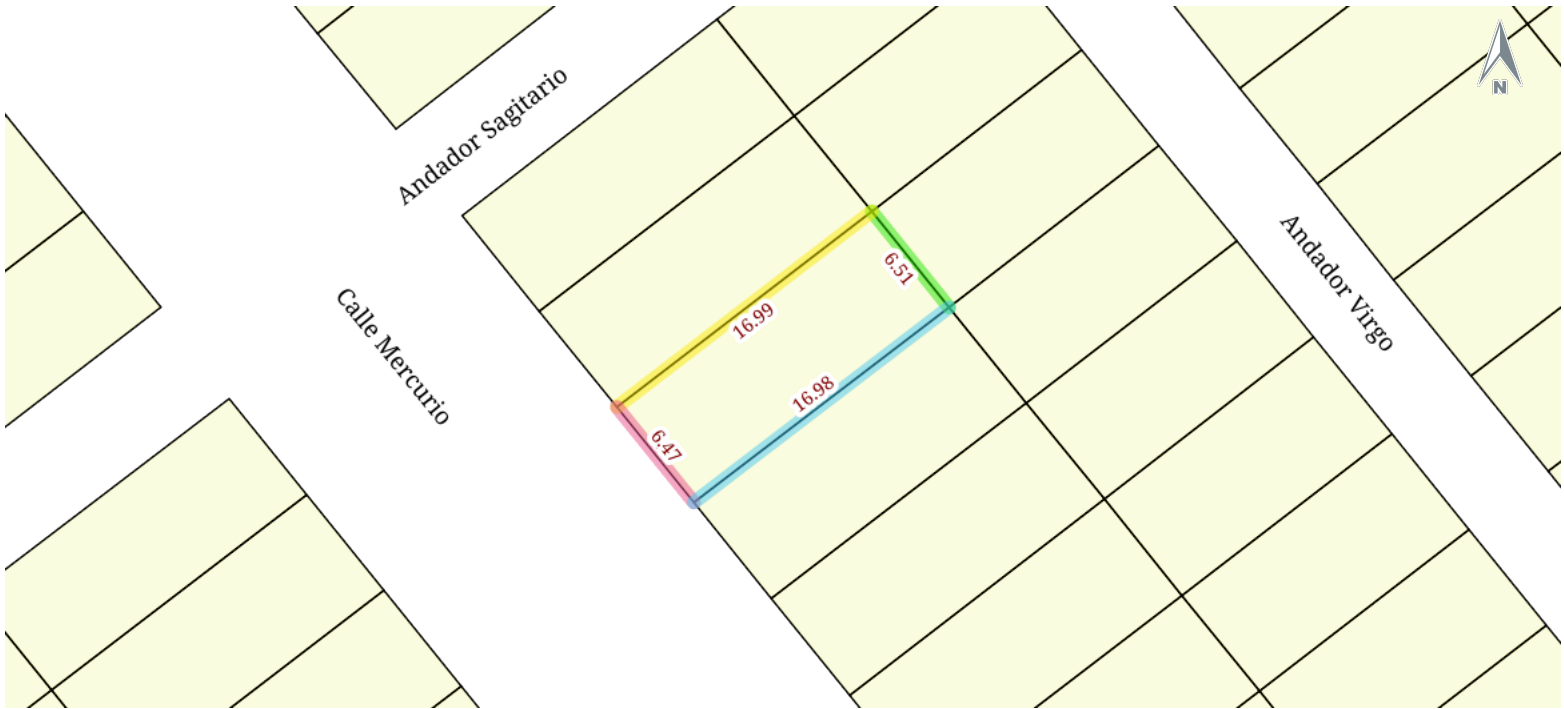 N
Andador Sagitario
Andador Virgo
6.51
Calle Mercurio
16.99
16.98
6.47